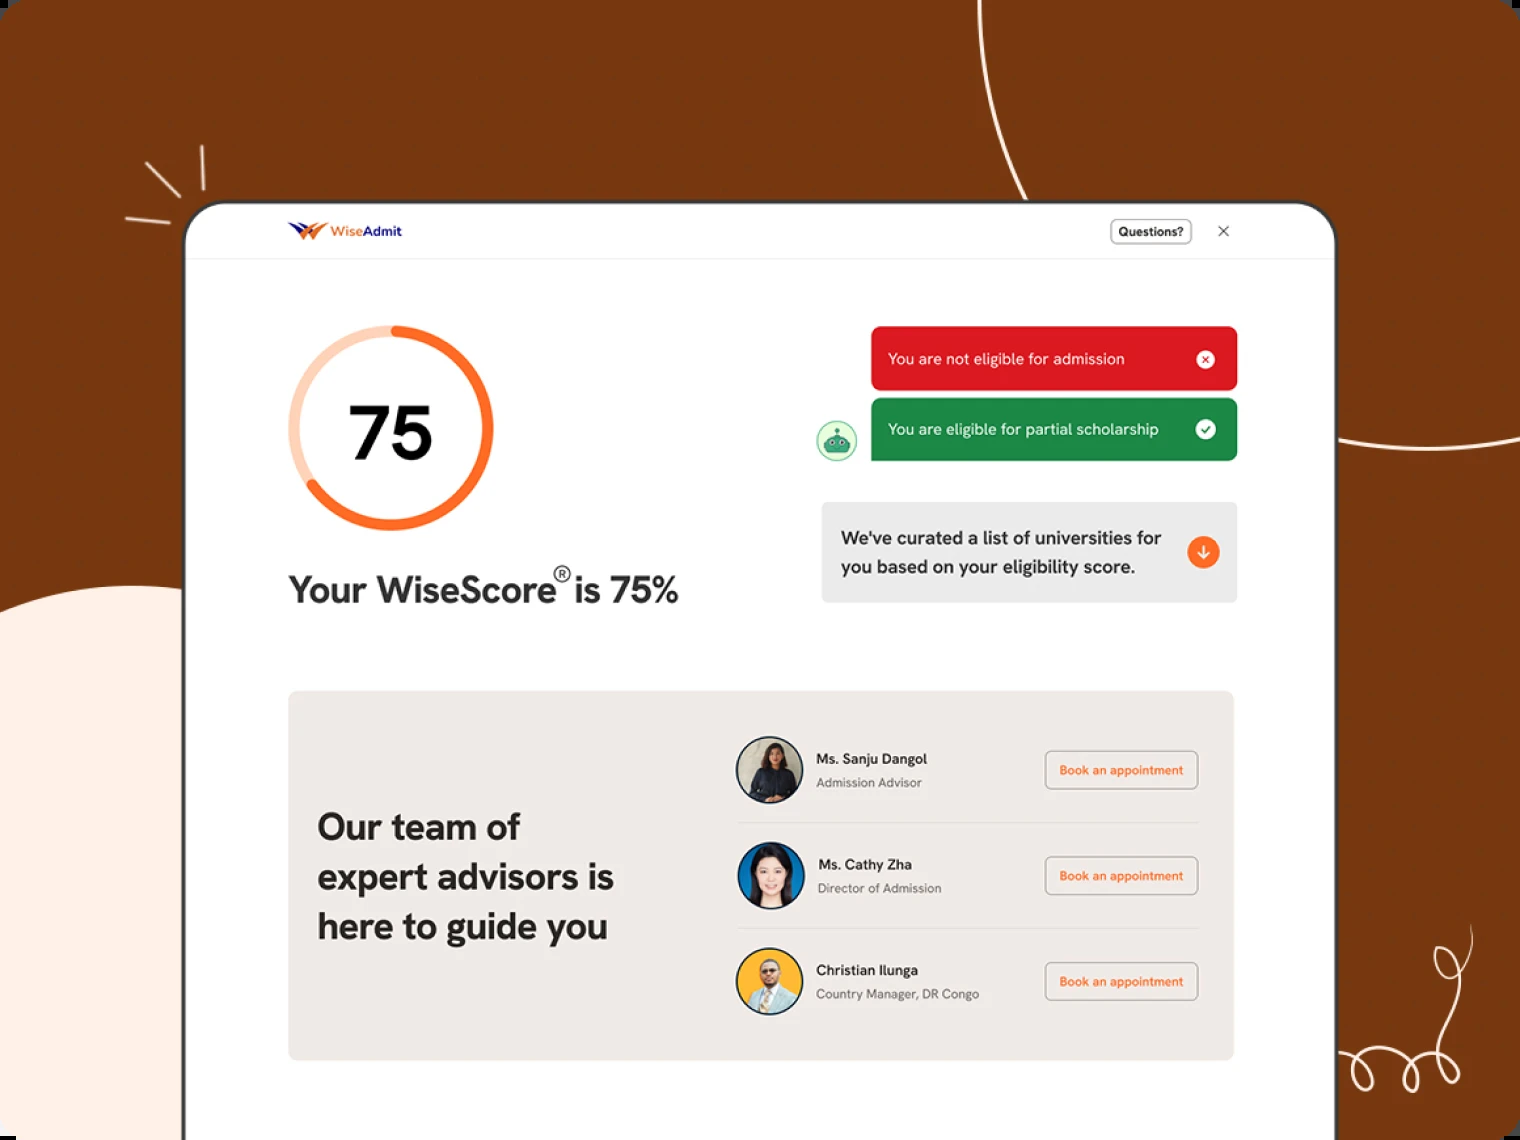 WiseAdmit
Questions?
75
Your WiseScore® is 75%
You are not eligible for admission
You are eligible for partial scholarship
We've curated a list of universities for
you based on your eligibility score.
Our team of
expert advisors is
here to guide you
Ms. Sanju Dangol
Admission Advisor
Book an appointment
Ms. Cathy Zha
Director of Admission
Book an appointment
Christian Ilunga
Country Manager, DR Congo
Book an appointment